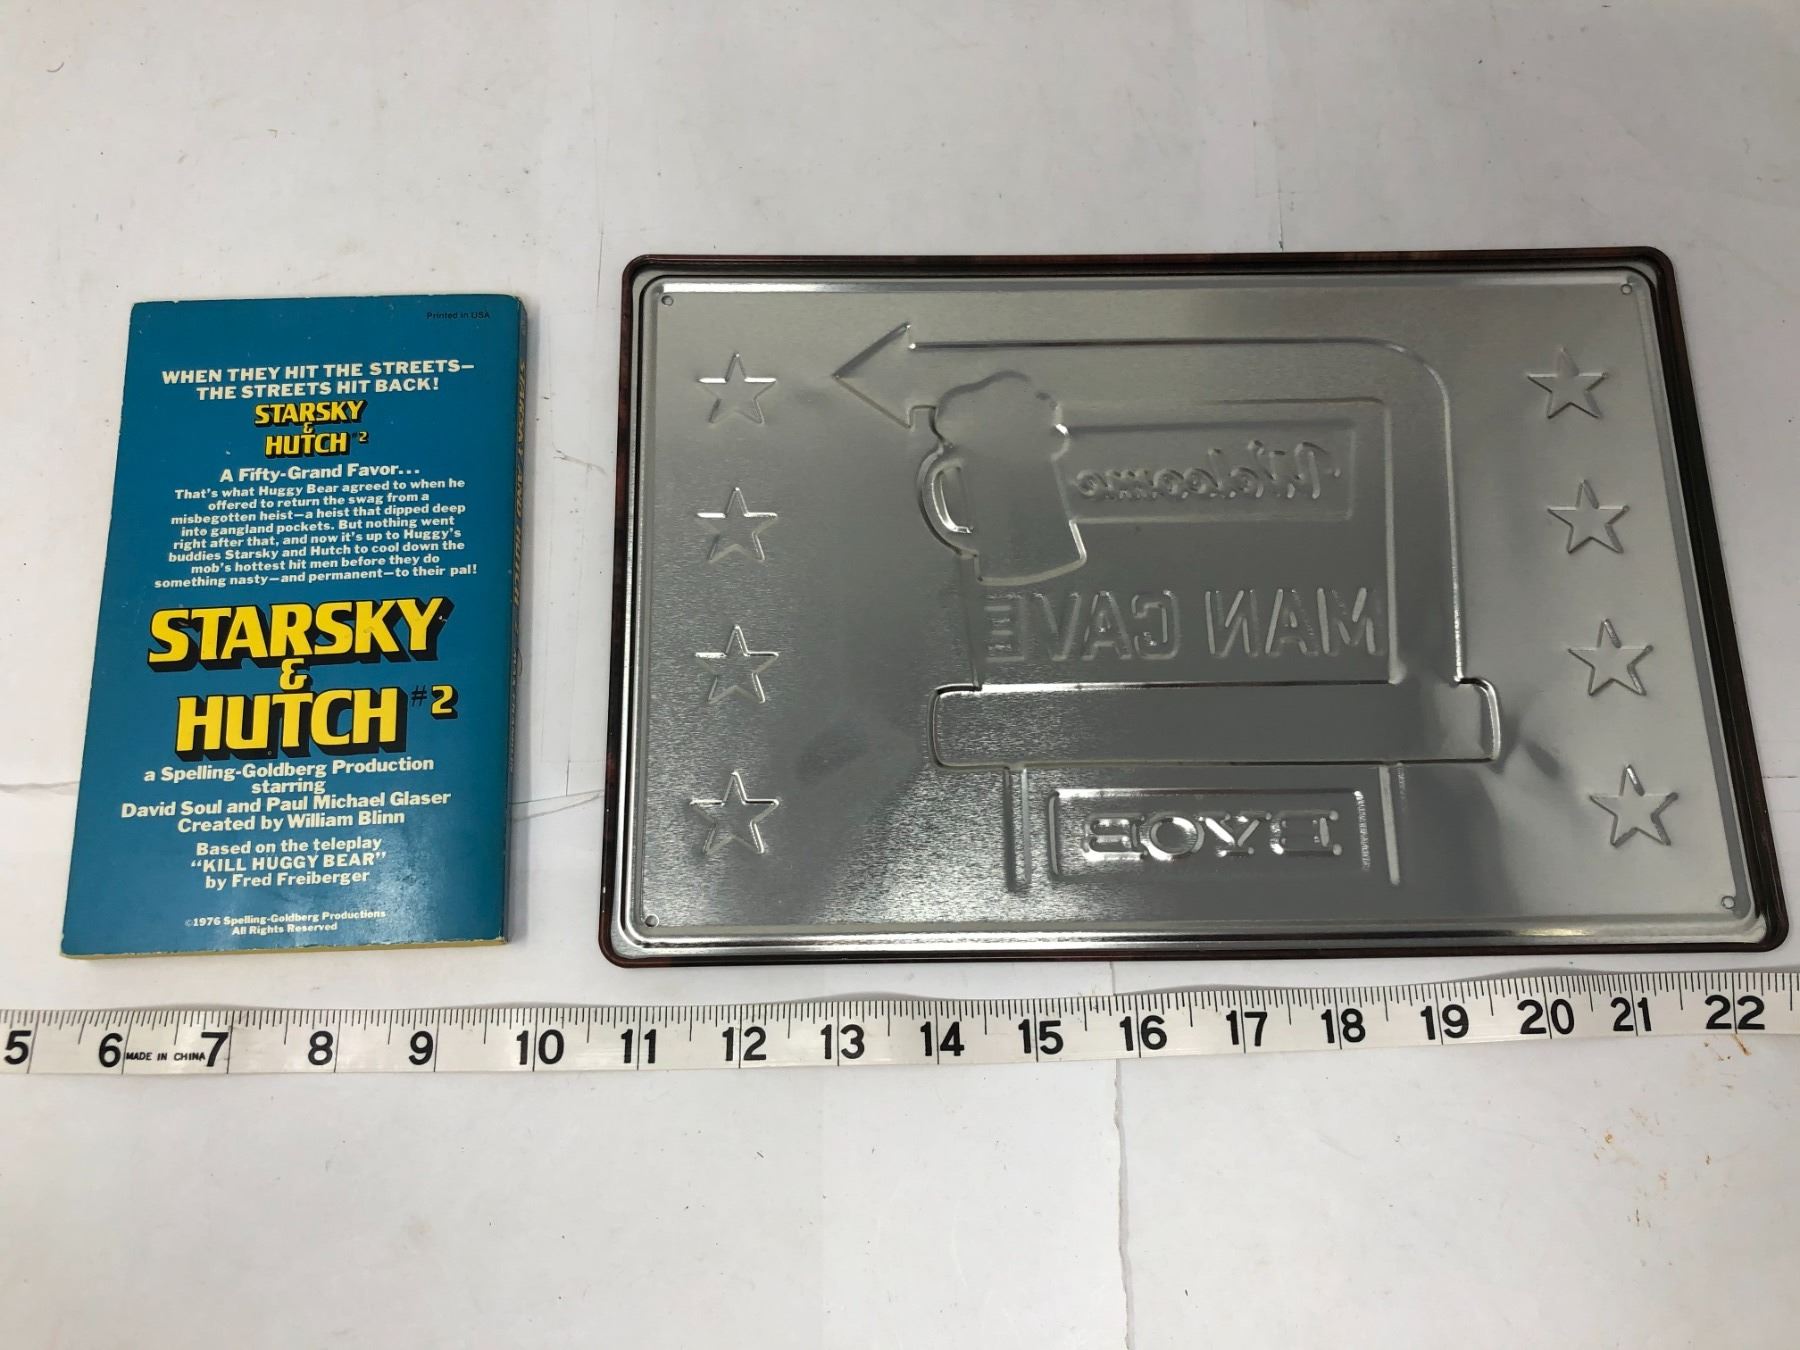 Printed in USA
WHEN THEY HIT THE STREETS—
THE STREETS HIT BACK!
STARSKY
&
HUTCH #2
A Fifty-Grand Favor...
That's what Huggy Bear agreed to when he
offered to return the swag from a
misbegotten heist—a heist that dipped deep
into gangland pockets. But nothing went
right after that, and now it's up to Huggy's
buddies Starsky and Hutch to cool down the
mob's hottest hit men before they do
something nasty—and permanent—to their pal!
STARSKY
&
HUTCH #2
a Spelling-Goldberg Production
starring
David Soul and Paul Michael Glaser
Created by William Blinn
Based on the teleplay
"KILL HUGGY BEAR"
by Fred Freiberger
©1976 Spelling-Goldberg Productions
All Rights Reserved
Welcome
MAN CAVE
BYOB
5 6 MADE IN CHINA 7 8 9 10 11 12 13 14 15 16 17 18 19 20 21 22